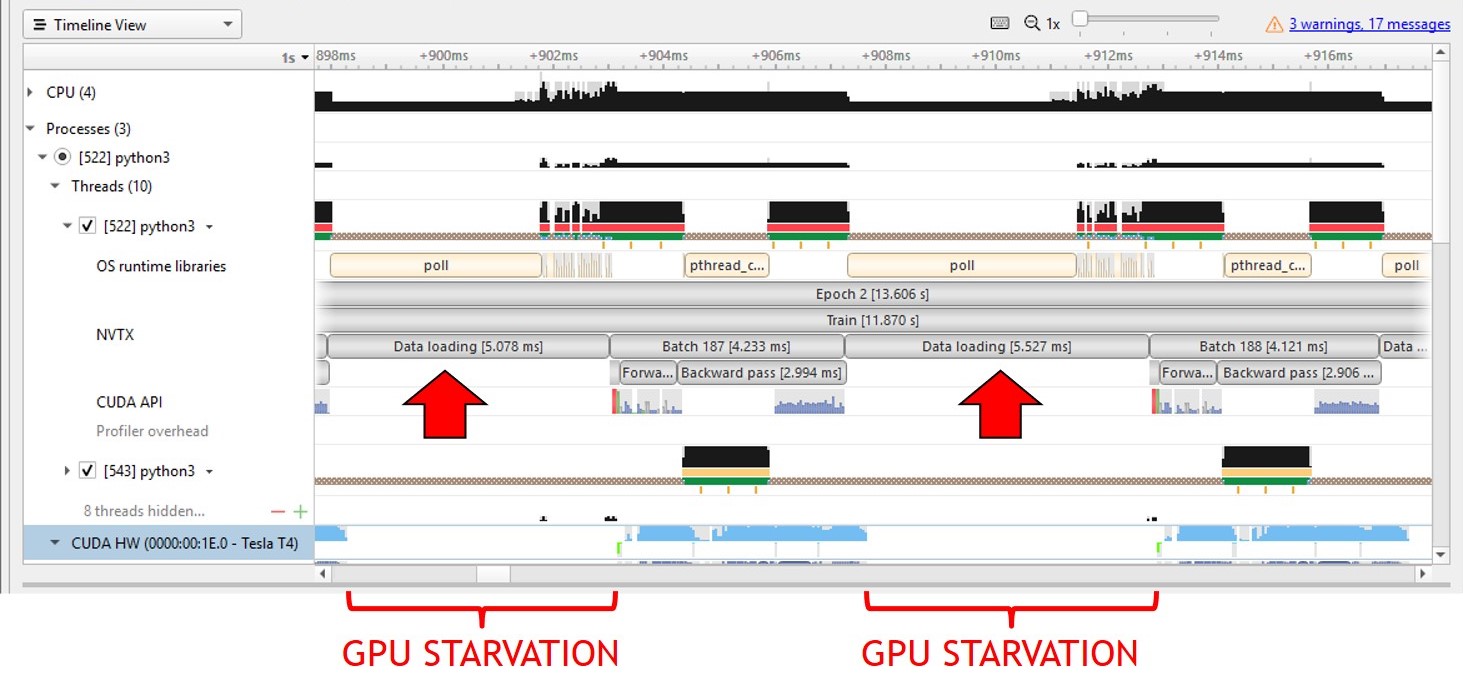 Timeline View
1x
3 warnings, 17 messages
1s
898ms +900ms +902ms +904ms +906ms +908ms +910ms +912ms +914ms +916ms
CPU (4)
Processes (3)
[522] python3
Threads (10)
[522] python3
OS runtime libraries
poll pthread_c... poll pthread_c... poll
Epoch 2 [13.606 s]
Train [11.870 s]
NVTX
Data loading [5.078 ms] Batch 187 [4.233 ms] Data loading [5.527 ms] Batch 188 [4.121 ms] Data ...
Forwa... Backward pass [2.994 ms] Forwa... Backward pass [2.906 ...
CUDA API
Profiler overhead
[543] python3
8 threads hidden...
CUDA HW (0000:00:1E.0 - Tesla T4)
GPU STARVATION GPU STARVATION